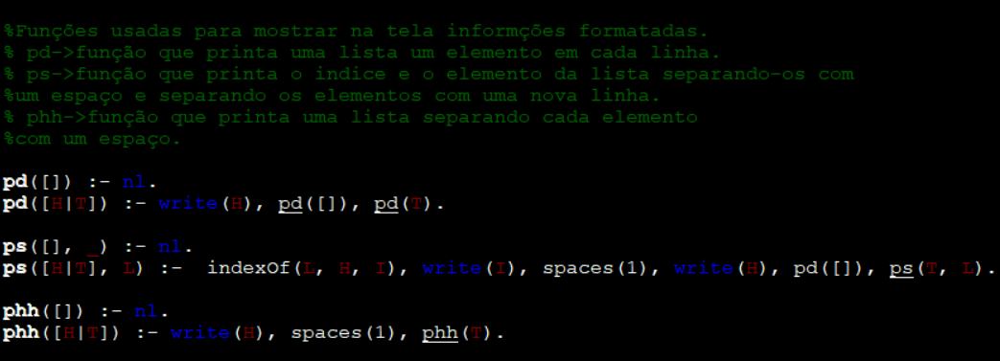 %Funções usadas para mostrar na tela informções formatadas.
% pd->função que printa uma lista um elemento em cada linha.
% ps->função que printa o indice e o elemento da lista separando-os com
%um espaço e separando os elementos com uma nova linha.
% phh->função que printa uma lista separando cada elemento
%com um espaço.
pd([]) :- nl.
pd([H|T]) :- write(H), pd([]), pd(T).
ps([], _) :- nl.
ps([H|T], L) :-  indexOf(L, H, I), write(I), spaces(1), write(H), pd([]), ps(T, L).
phh([]) :- nl.
phh([H|T]) :- write(H), spaces(1), phh(T).